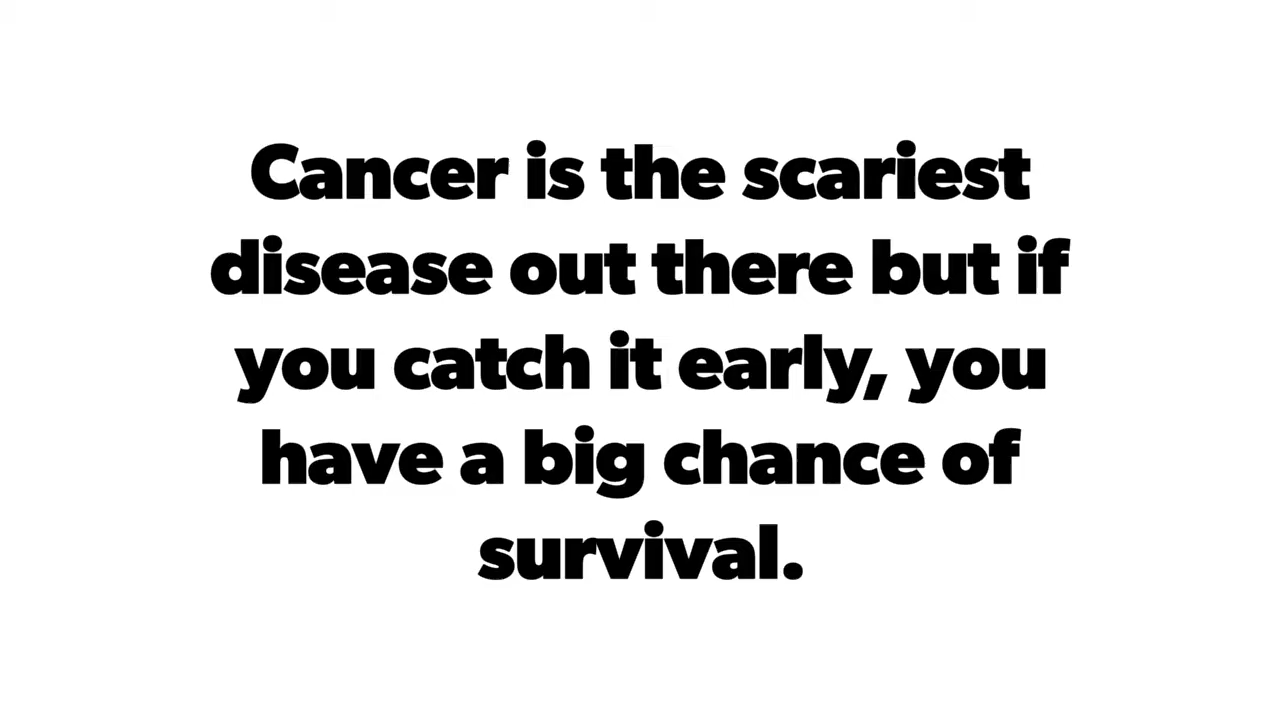 Cancer is the scariest
disease out there but if
you catch it early, you
have a big chance of
survival.